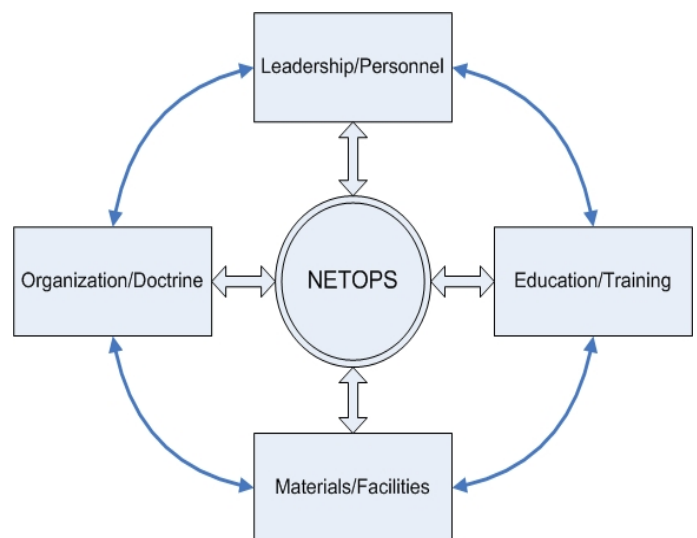 Leadership/Personnel
Organization/Doctrine
NETOPS
Education/Training
Materials/Facilities